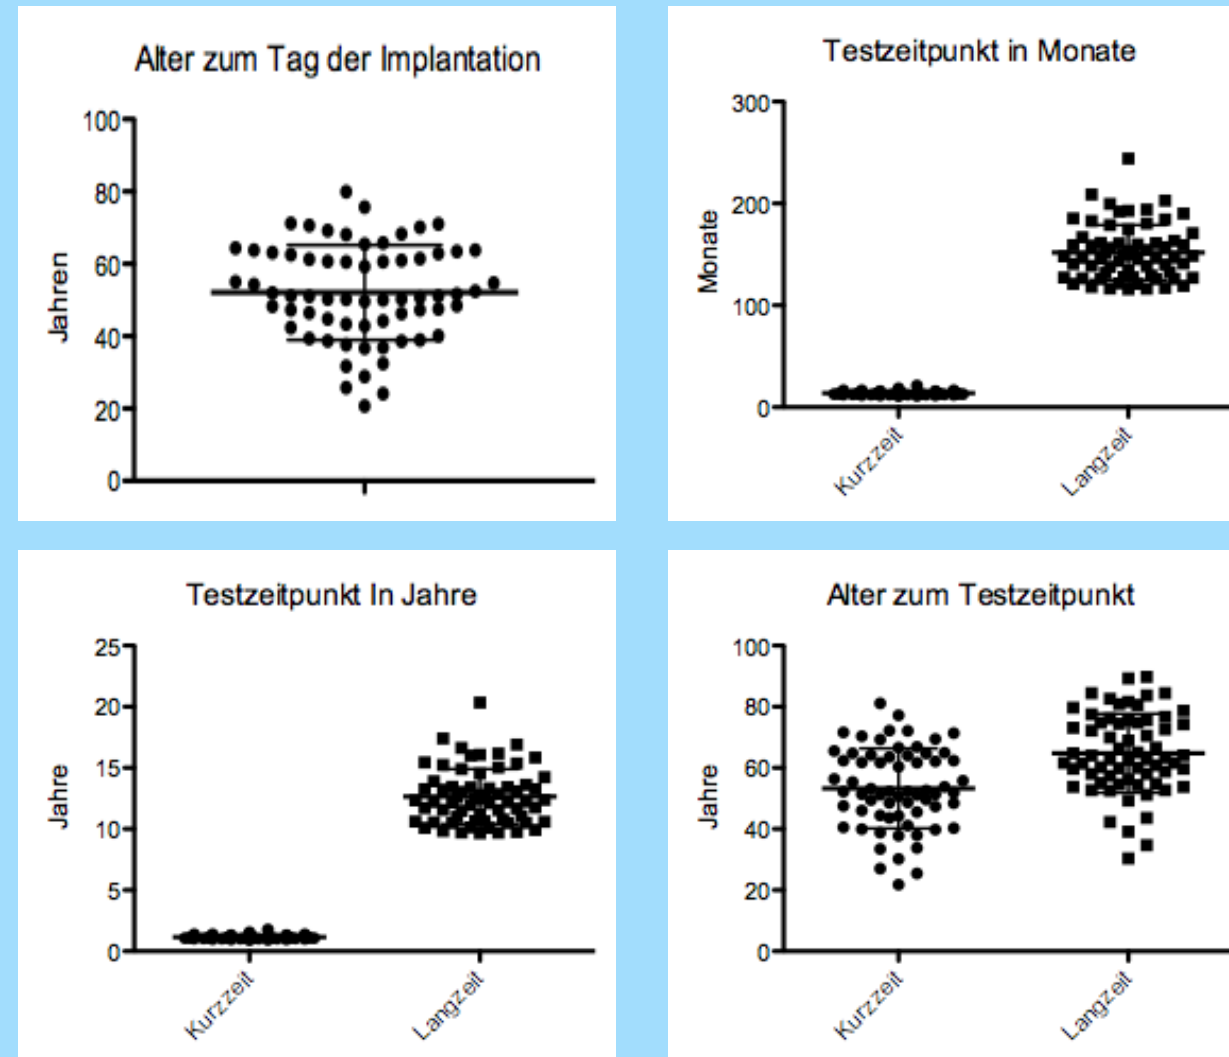 Alter zum Tag der Implantation
Jahren
100
80
60
40
20
0
Testzeitpunkt in Monate
Monate
300
200
100
0
Kurzzeit
Langzeit
Testzeitpunkt In Jahre
Jahre
25
20
15
10
5
0
Kurzzeit
Langzeit
Alter zum Testzeitpunkt
Jahre
100
80
60
40
20
0
Kurzzeit
Langzeit